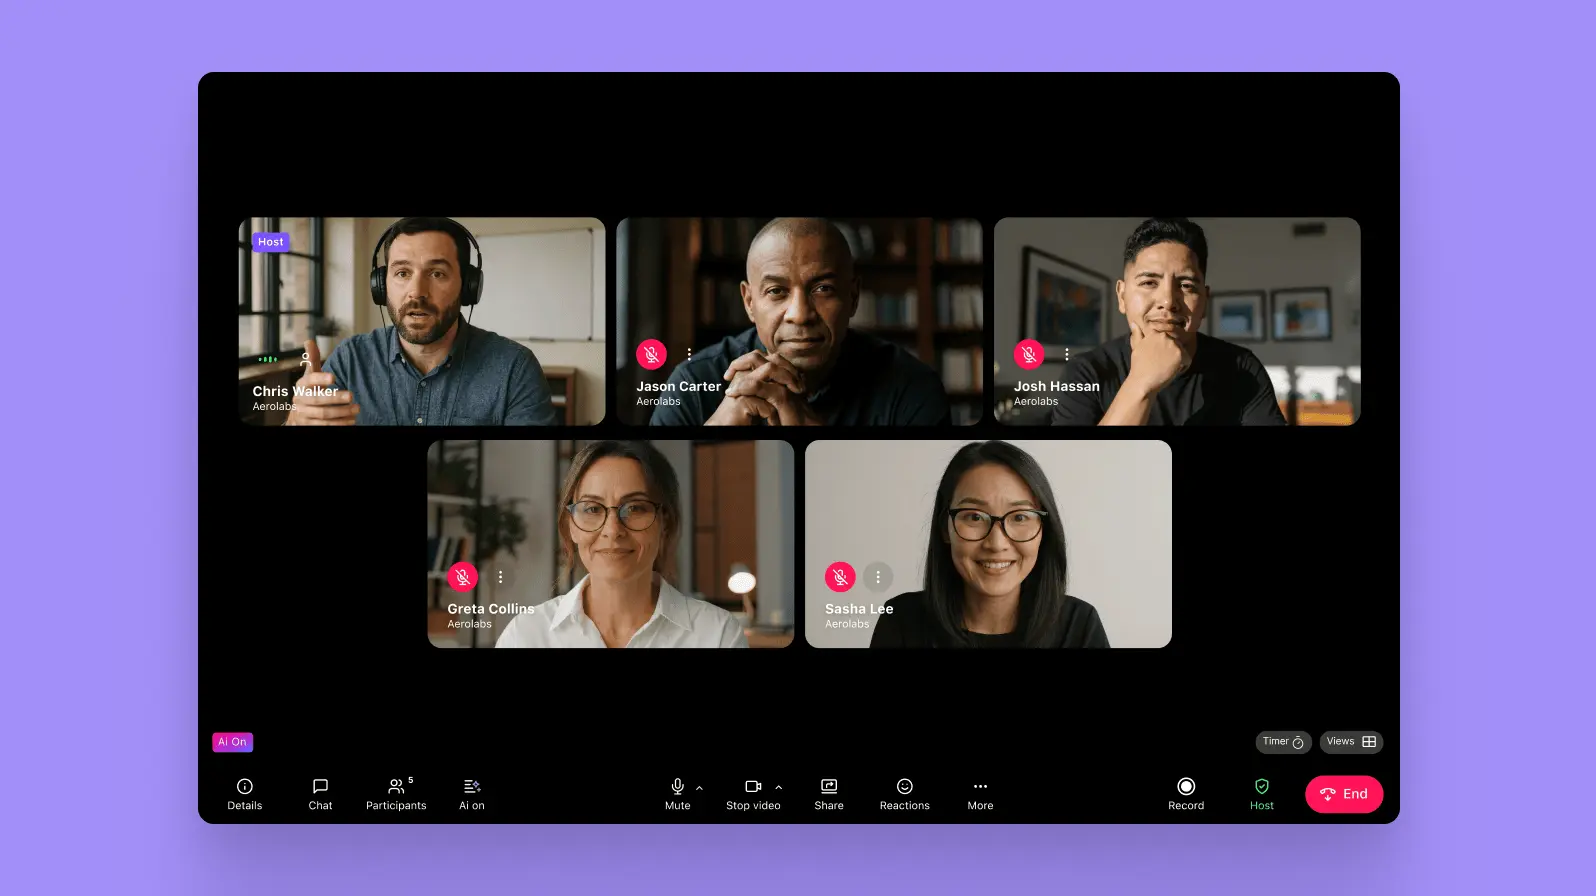 Host
Chris Walker
Aerolabs
Jason Carter
Aerolabs
Josh Hassan
Aerolabs
Greta Collins
Aerolabs
Sasha Lee
Aerolabs
Ai On
Timer
Views
Details
Chat
5
Participants
Ai on
Mute
Stop video
Share
Reactions
More
Record
Host
End